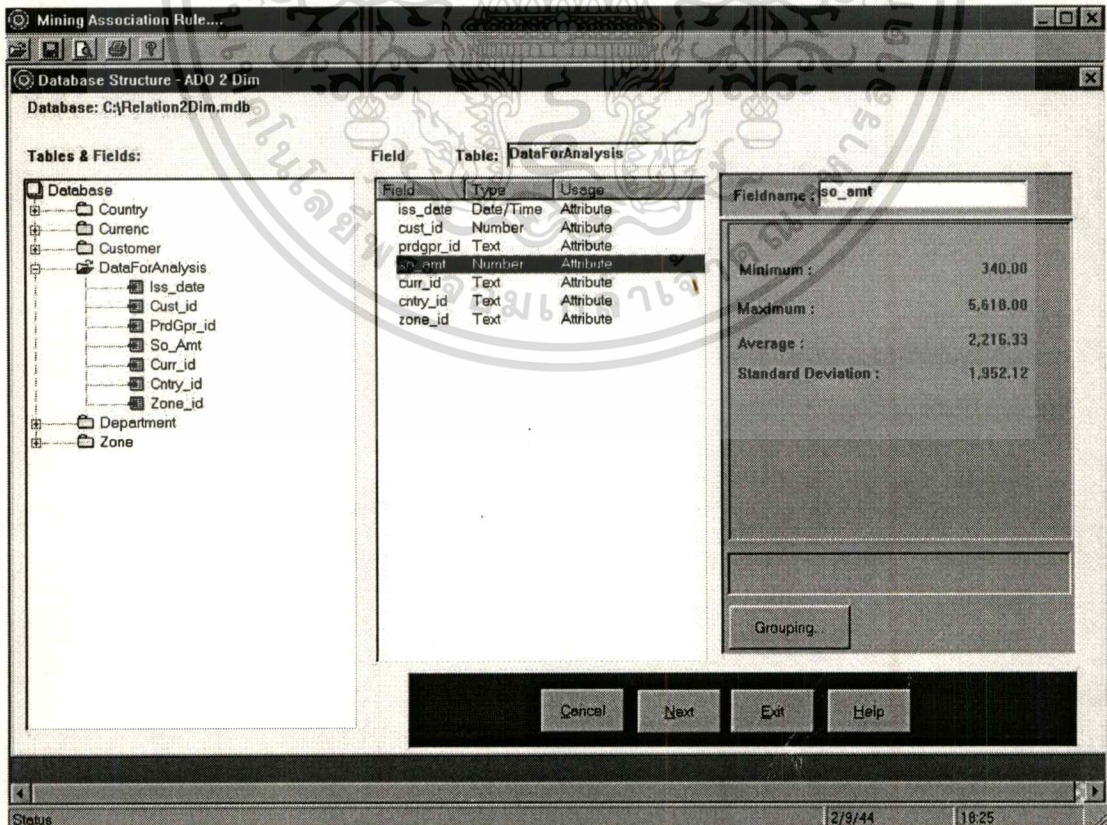 Mining Association Rule....
Database Structure - ADO 2 Dim
Database: C:\Relation2Dim.mdb
Tables & Fields:
Database
Country
Currenc
Customer
DataForAnalysis
Iss_date
Cust_id
PrdGpr_id
So_Amt
Curr_id
Cntry_id
Zone_id
Department
Zone
Field Table: DataForAnalysis
Field Type Usage
iss_date Date/Time Attribute
cust_id Number Attribute
prdgpr_id Text Attribute
so_amt Number Attribute
curr_id Text Attribute
cntry_id Text Attribute
zone_id Text Attribute
Fieldname : so_amt
Minimum : 340.00
Maximum : 5,618.00
Average : 2,216.33
Standard Deviation : 1,952.12
Grouping...
Cancel Next Exit Help
Status 2/9/44 18:25